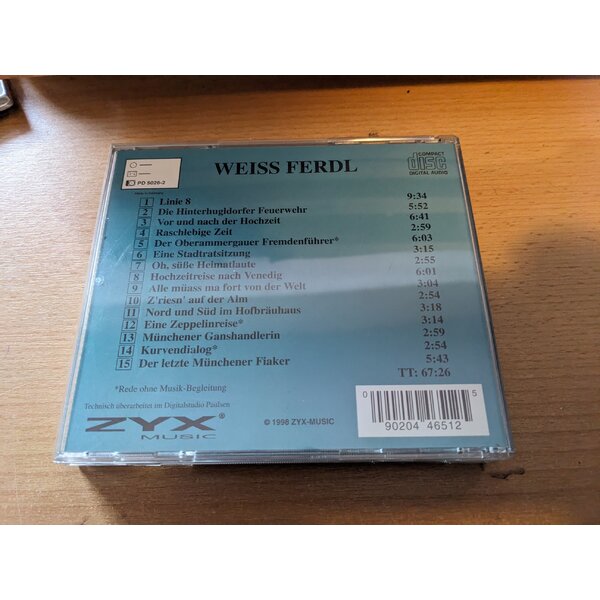 WEISS FERDL
COMPACT
disc
DIGITAL AUDIO
PD 5026-2
1 Linie 8 9:34
2 Die Hinterhugldorfer Feuerwehr 5:52
3 Vor und nach der Hochzeit 6:41
4 Raschlebige Zeit 2:59
5 Der Oberammergauer Fremdenführer* 6:03
6 Eine Stadtratsitzung 3:15
7 Oh, süße Heimatlaute 2:55
8 Hochzeitreise nach Venedig 6:01
9 Alle müass ma fort von der Welt 3:04
10 Z'riesn' auf der Alm 2:54
11 Nord und Süd im Hofbräuhaus 3:18
12 Eine Zeppelinreise* 3:14
13 Münchener Ganshandlerin 2:59
14 Kurvendialog* 2:54
15 Der letzte Münchener Fiaker 5:43
TT: 67:26
*Rede ohne Musik-Begleitung
Technisch überarbeitet im Digitalstudio Paulsen
ZYX®
MUSIC
© 1998 ZYX-MUSIC
0 90204 46512 5